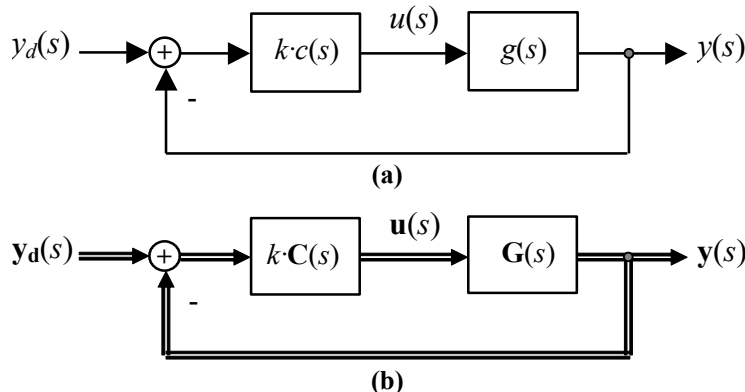 y_d(s) + k·c(s) u(s) g(s) y(s)
-
(a)
y_d(s) + k·C(s) u(s) G(s) y(s)
-
(b)